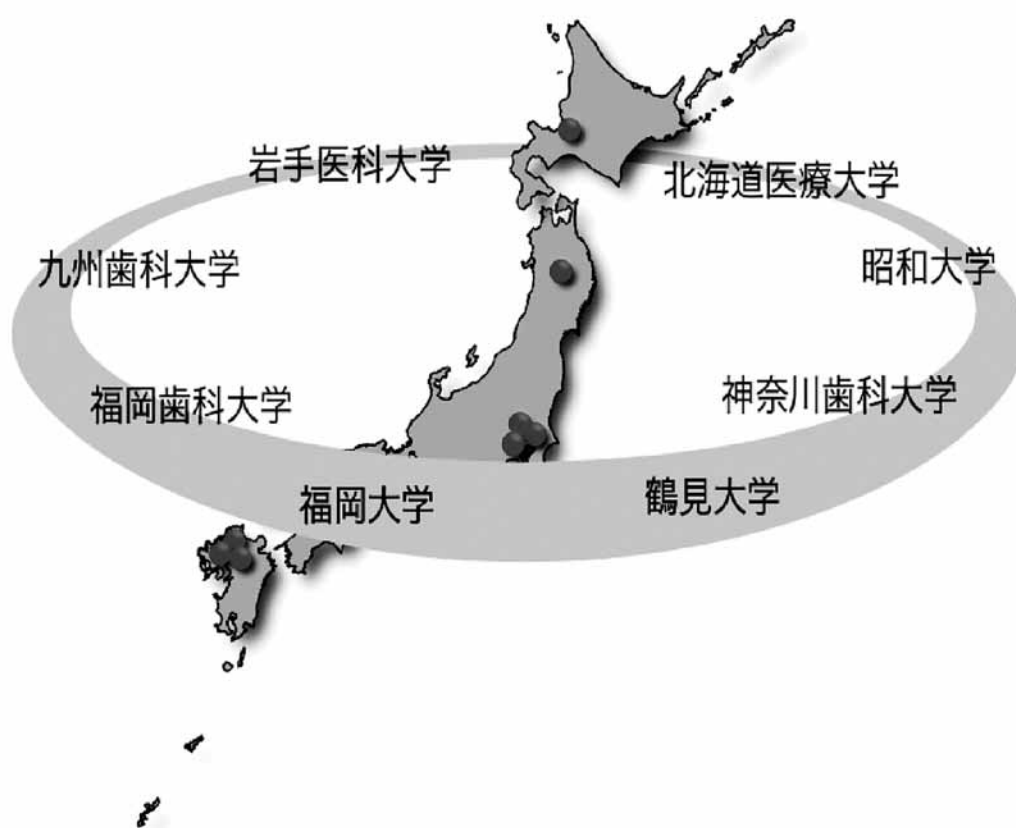 岩手医科大学
北海道医療大学
九州歯科大学
昭和大学
福岡歯科大学
神奈川歯科大学
福岡大学
鶴見大学